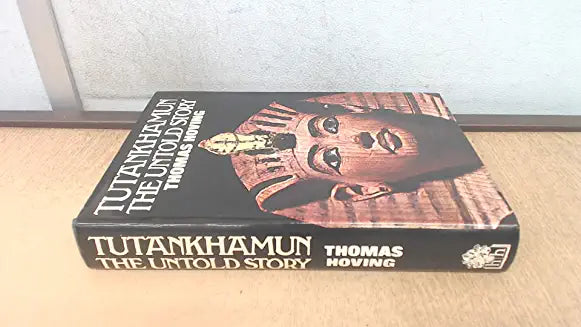 TUTANKHAMUN
THE UNTOLD STORY
THOMAS HOVING
TUTANKHAMUN
THE UNTOLD STORY
THOMAS
HOVING